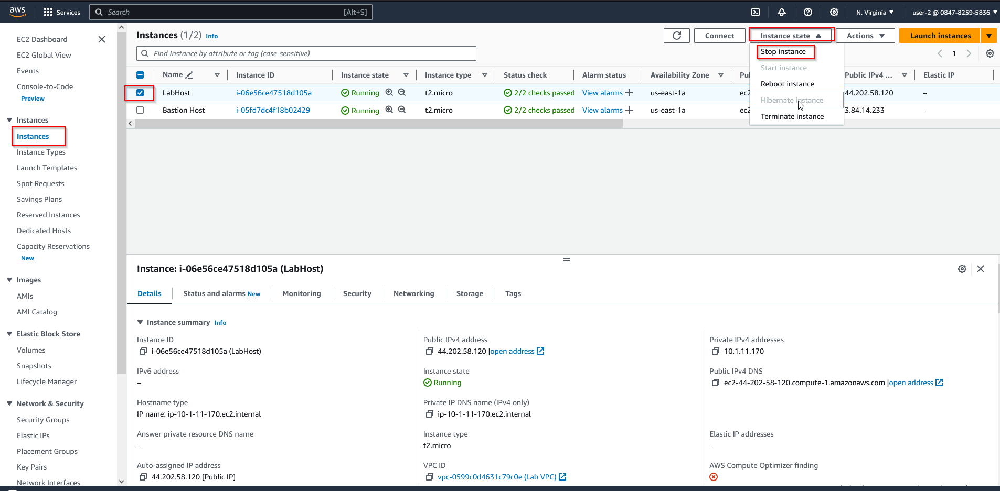 aws
Services
Search
[Alt+S]
N. Virginia
user-2 @ 0847-8259-5836
EC2 Dashboard
EC2 Global View
Events
Console-to-Code
Preview
Instances
Instances
Instance Types
Launch Templates
Spot Requests
Savings Plans
Reserved Instances
Dedicated Hosts
Capacity Reservations
New
Images
AMIs
AMI Catalog
Elastic Block Store
Volumes
Snapshots
Lifecycle Manager
Network & Security
Security Groups
Elastic IPs
Placement Groups
Key Pairs
Network Interfaces
Instances (1/2) Info
Connect
Instance state
Actions
Launch instances
Find Instance by attribute or tag (case-sensitive)
1
Stop instance
Start instance
Reboot instance
Hibernate instance
Terminate instance
Name Instance ID Instance state Instance type Status check Alarm status Availability Zone Pu Public IPv4 ... Elastic IP
LabHost i-06e56ce47518d105a Running t2.micro 2/2 checks passed View alarms + us-east-1a ec2 44.202.58.120 –
Bastion Host i-05fd7dc4f18b02429 Running t2.micro 2/2 checks passed View alarms + us-east-1a ec2 3.84.14.233 –
Instance: i-06e56ce47518d105a (LabHost)
Details Status and alarms New Monitoring Security Networking Storage Tags
Instance summary Info
Instance ID
i-06e56ce47518d105a (LabHost)
Public IPv4 address
44.202.58.120 |open address
Private IPv4 addresses
10.1.11.170
IPv6 address
–
Instance state
Running
Public IPv4 DNS
ec2-44-202-58-120.compute-1.amazonaws.com |open address
Hostname type
IP name: ip-10-1-11-170.ec2.internal
Private IP DNS name (IPv4 only)
ip-10-1-11-170.ec2.internal
Answer private resource DNS name
–
Instance type
t2.micro
Elastic IP addresses
–
Auto-assigned IP address
44.202.58.120 [Public IP]
VPC ID
vpc-0599c0d4631c79c0e (Lab VPC)
AWS Compute Optimizer finding